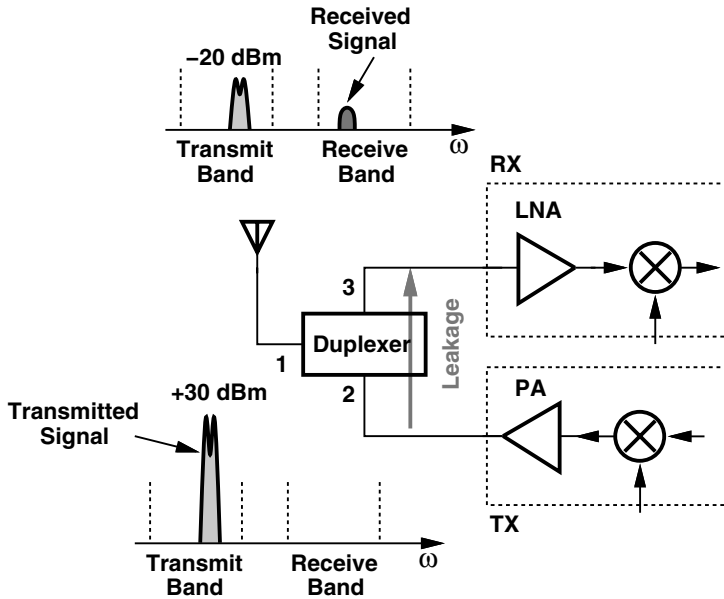 Received
Signal
−20 dBm
Transmit
Band
Receive
Band
ω
RX
LNA
3
Duplexer
1
2
Leakage
PA
TX
+30 dBm
Transmitted
Signal
Transmit
Band
Receive
Band
ω